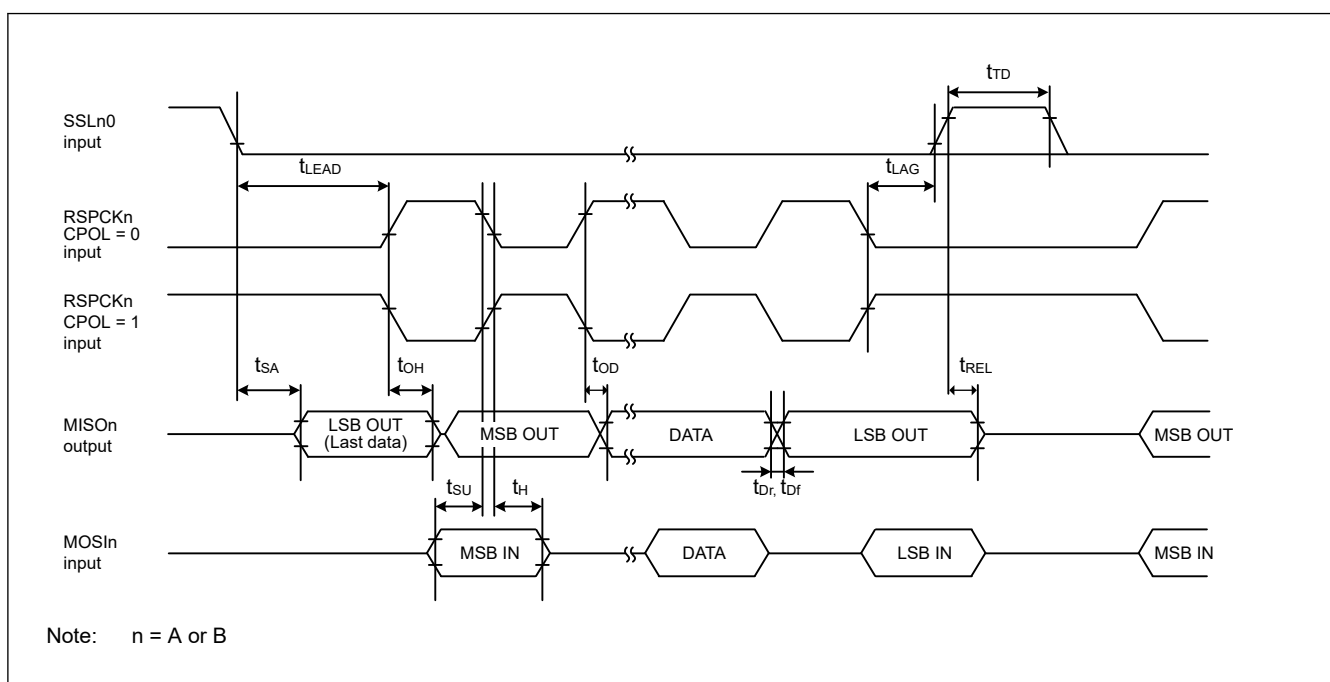 tTD
SSLn0
input
tLEAD
tLAG
RSPCKn
CPOL = 0
input
RSPCKn
CPOL = 1
input
tSA
tOH
tOD
tREL
MISOn
output
LSB OUT
(Last data)
MSB OUT
DATA
LSB OUT
MSB OUT
tSU
tH
tDr, tDf
MOSIn
input
MSB IN
DATA
LSB IN
MSB IN
Note: n = A or B